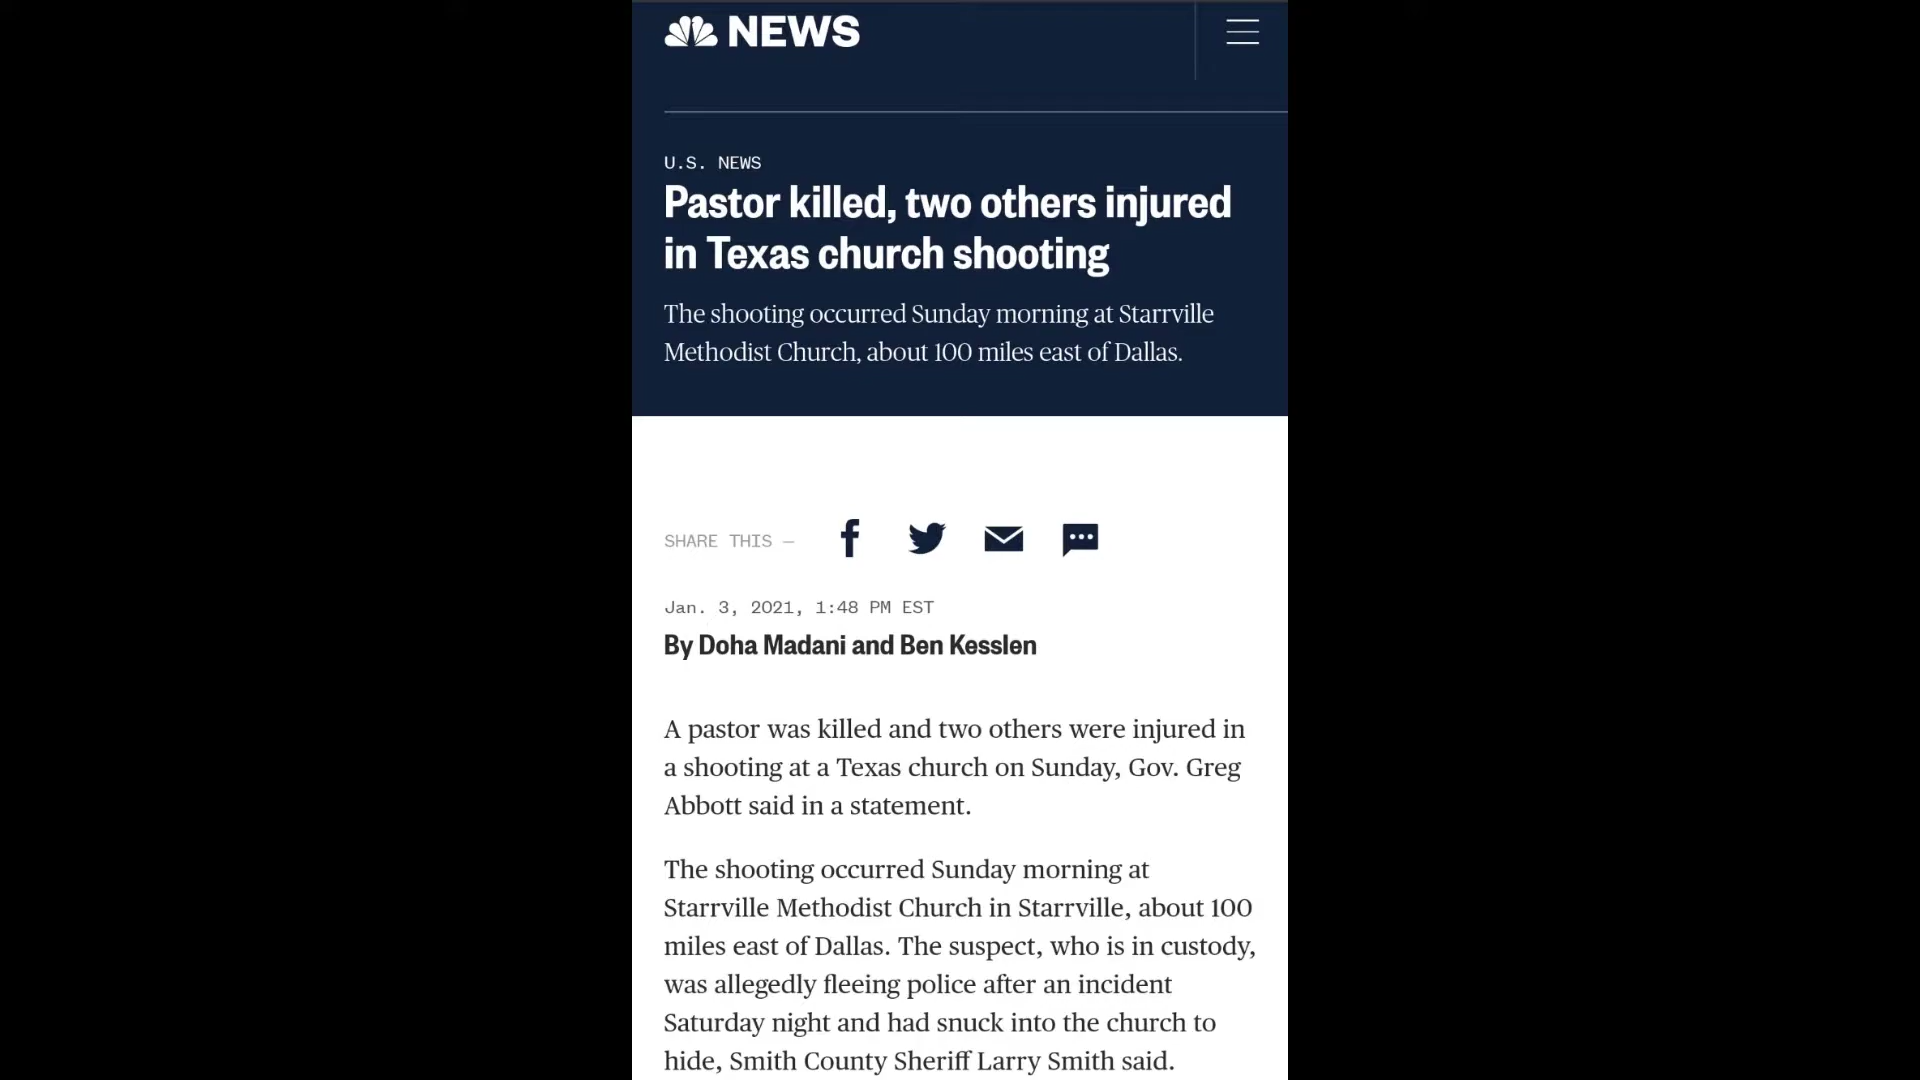 NEWS
U.S. NEWS
Pastor killed, two others injured
in Texas church shooting
The shooting occurred Sunday morning at Starrville
Methodist Church, about 100 miles east of Dallas.
SHARE THIS —
Jan. 3, 2021, 1:48 PM EST
By Doha Madani and Ben Kesslen
A pastor was killed and two others were injured in
a shooting at a Texas church on Sunday, Gov. Greg
Abbott said in a statement.
The shooting occurred Sunday morning at
Starrville Methodist Church in Starrville, about 100
miles east of Dallas. The suspect, who is in custody,
was allegedly fleeing police after an incident
Saturday night and had snuck into the church to
hide, Smith County Sheriff Larry Smith said.